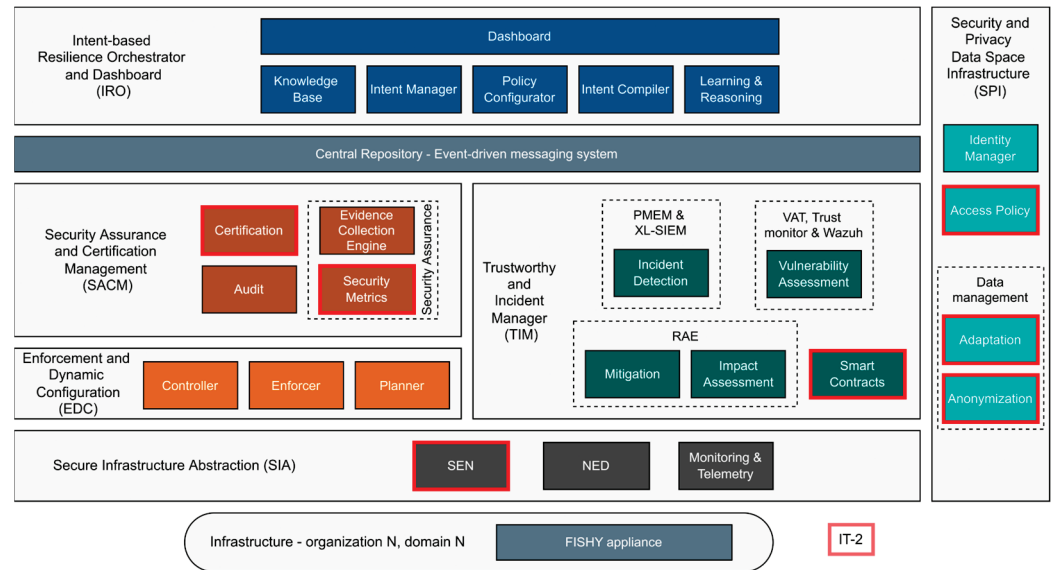 Intent-based
Resilience Orchestrator
and Dashboard
(IRO)
Dashboard
Knowledge
Base
Intent Manager
Policy
Configurator
Intent Compiler
Learning &
Reasoning
Security and
Privacy
Data Space
Infrastructure
(SPI)
Identity
Manager
Access Policy
Data
management
Adaptation
Anonymization
Central Repository - Event-driven messaging system
Security Assurance
and Certification
Management
(SACM)
Certification
Audit
Evidence
Collection
Engine
Security
Metrics
Security Assurance
Trustworthy
and
Incident
Manager
(TIM)
PMEM &
XL-SIEM
Incident
Detection
VAT, Trust
monitor & Wazuh
Vulnerability
Assessment
RAE
Mitigation
Impact
Assessment
Smart
Contracts
Enforcement and
Dynamic
Configuration
(EDC)
Controller
Enforcer
Planner
Secure Infrastructure Abstraction (SIA)
SEN
NED
Monitoring &
Telemetry
Infrastructure - organization N, domain N
FISHY appliance
IT-2